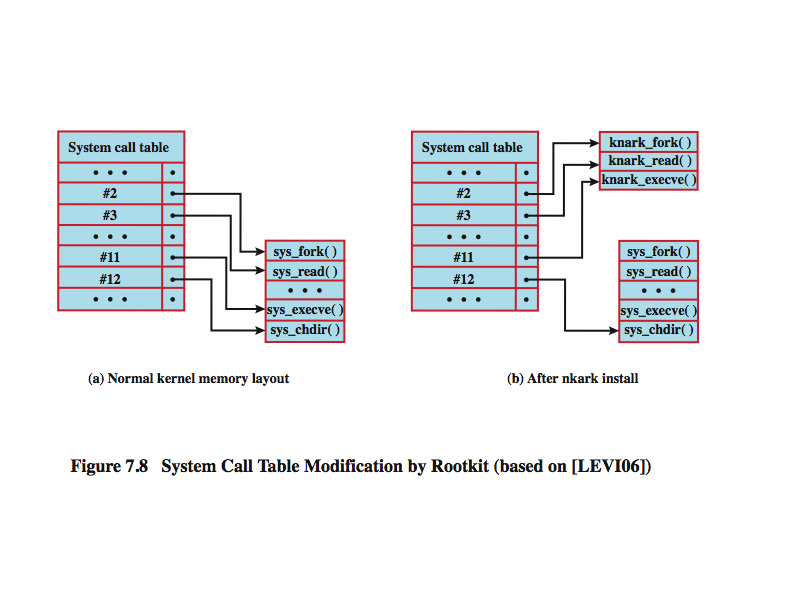 System call table
• • • •
#2
#3
• • •
#11
#12
• • • •
sys_fork( )
sys_read( )
• • •
sys_execve( )
sys_chdir( )
(a) Normal kernel memory layout
System call table
• • • •
#2
#3
• • •
#11
#12
• • • •
knark_fork( )
knark_read( )
knark_execve( )
sys_fork( )
sys_read( )
• • •
sys_execve( )
sys_chdir( )
(b) After nkark install
Figure 7.8 System Call Table Modification by Rootkit (based on [LEVI06])